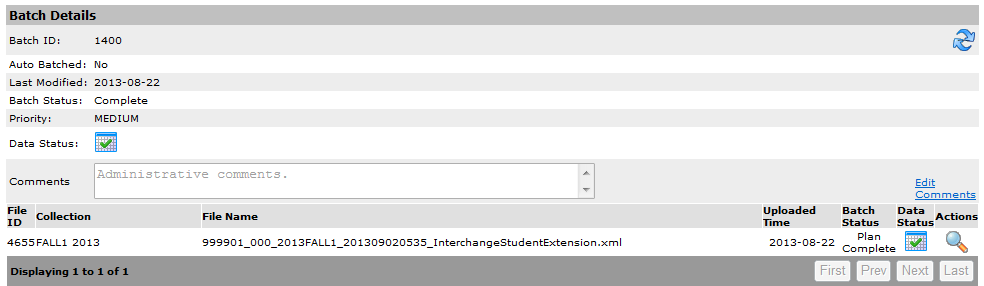 Batch Details
Batch ID: 1400
Auto Batched: No
Last Modified: 2013-08-22
Batch Status: Complete
Priority: MEDIUM
Data Status:
Comments Administrative comments.
Edit
Comments
File ID Collection File Name Uploaded Time Batch Status Data Status Actions
4655 FALL1 2013 999901_000_2013FALL1_201309020535_InterchangeStudentExtension.xml 2013-08-22 Plan Complete
Displaying 1 to 1 of 1 First Prev Next Last